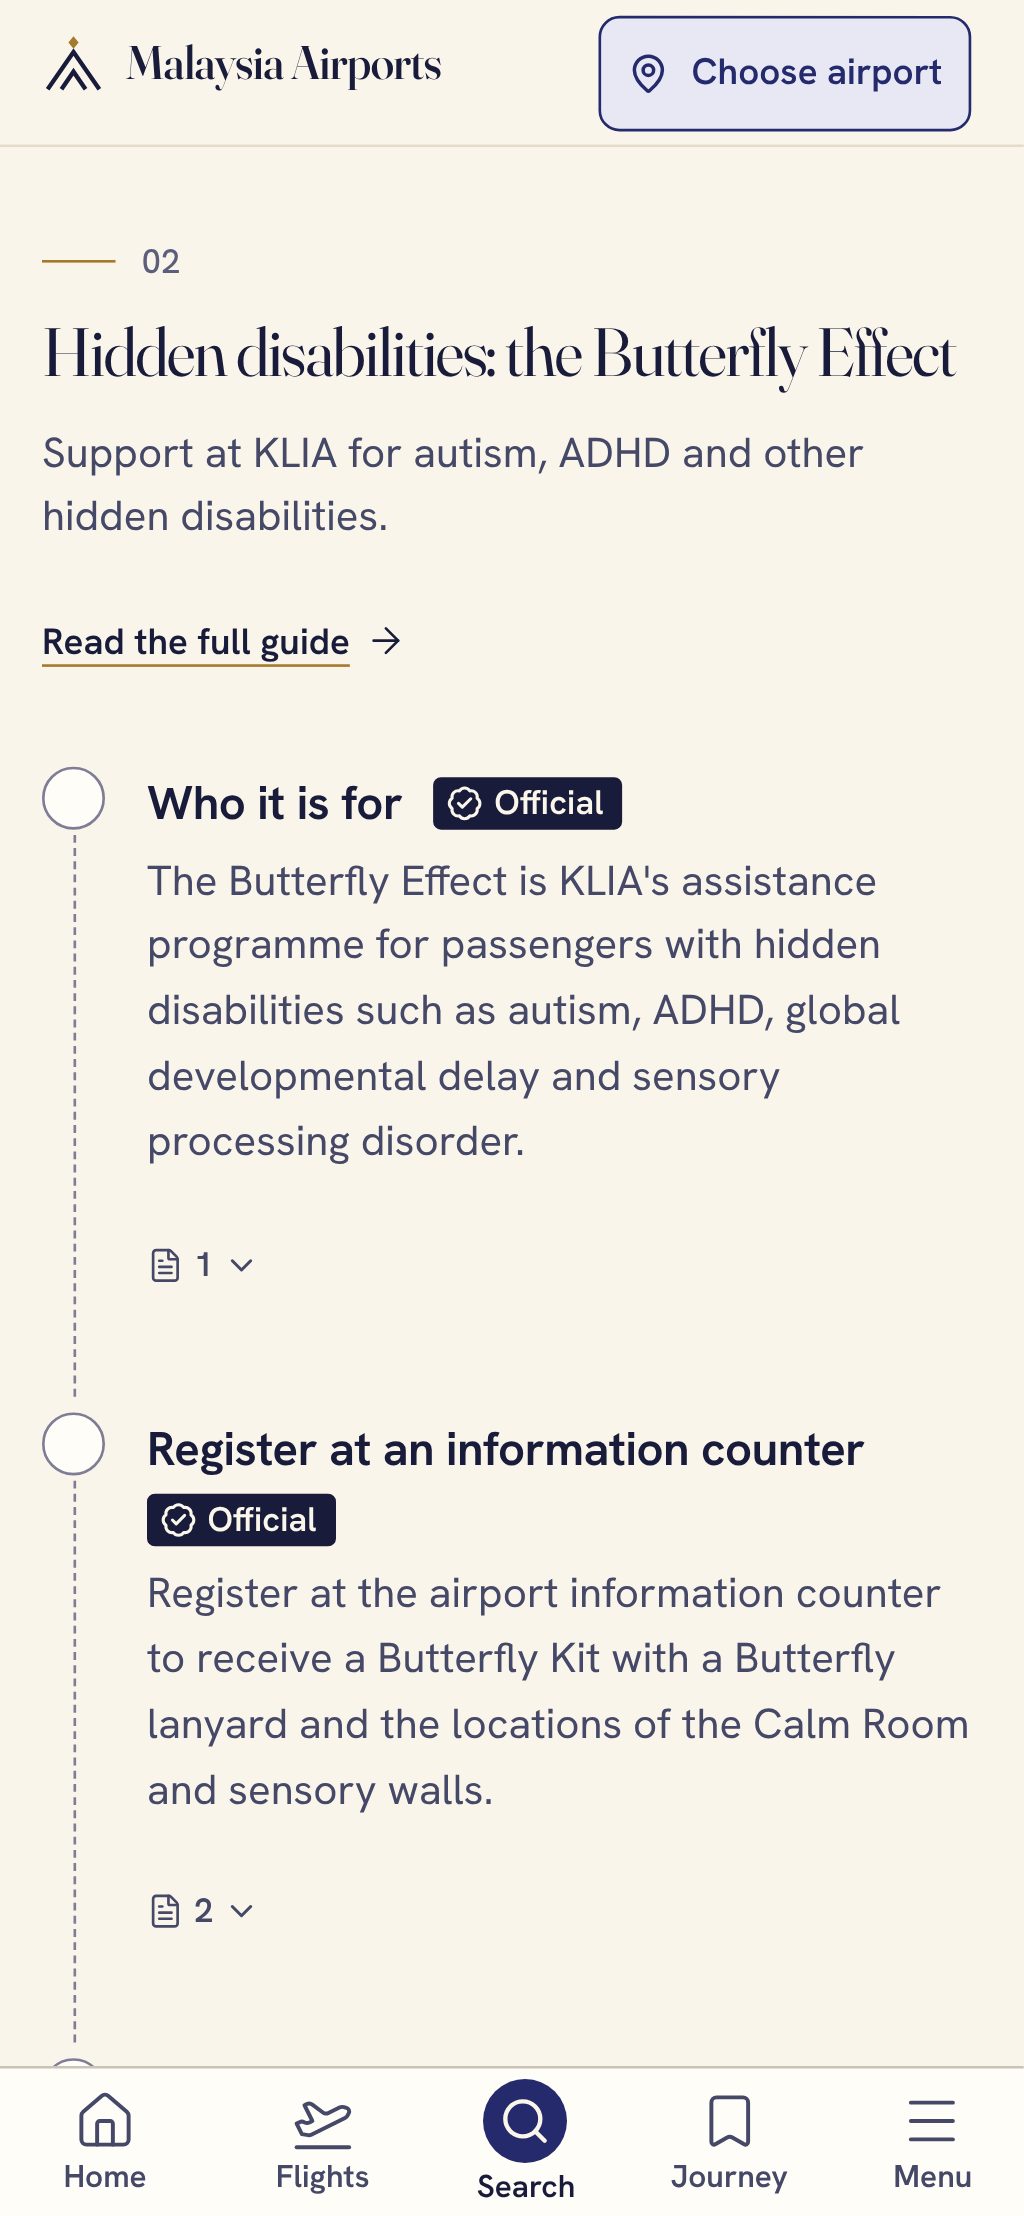 Malaysia Airports
Choose airport
02
Hidden disabilities: the Butterfly Effect
Support at KLIA for autism, ADHD and other
hidden disabilities.
Read the full guide
Who it is for
Official
The Butterfly Effect is KLIA's assistance
programme for passengers with hidden
disabilities such as autism, ADHD, global
developmental delay and sensory
processing disorder.
1
Register at an information counter
Official
Register at the airport information counter
to receive a Butterfly Kit with a Butterfly
lanyard and the locations of the Calm Room
and sensory walls.
2
Home
Flights
Search
Journey
Menu